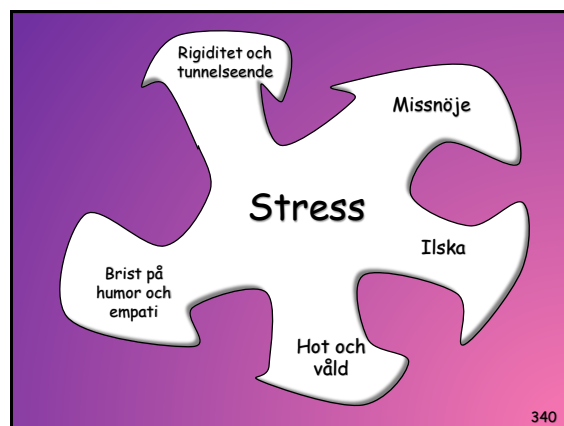 Rigiditet och
tunnelseende
Missnöje
Stress
Ilska
Brist på
humor och
empati
Hot och
våld
340